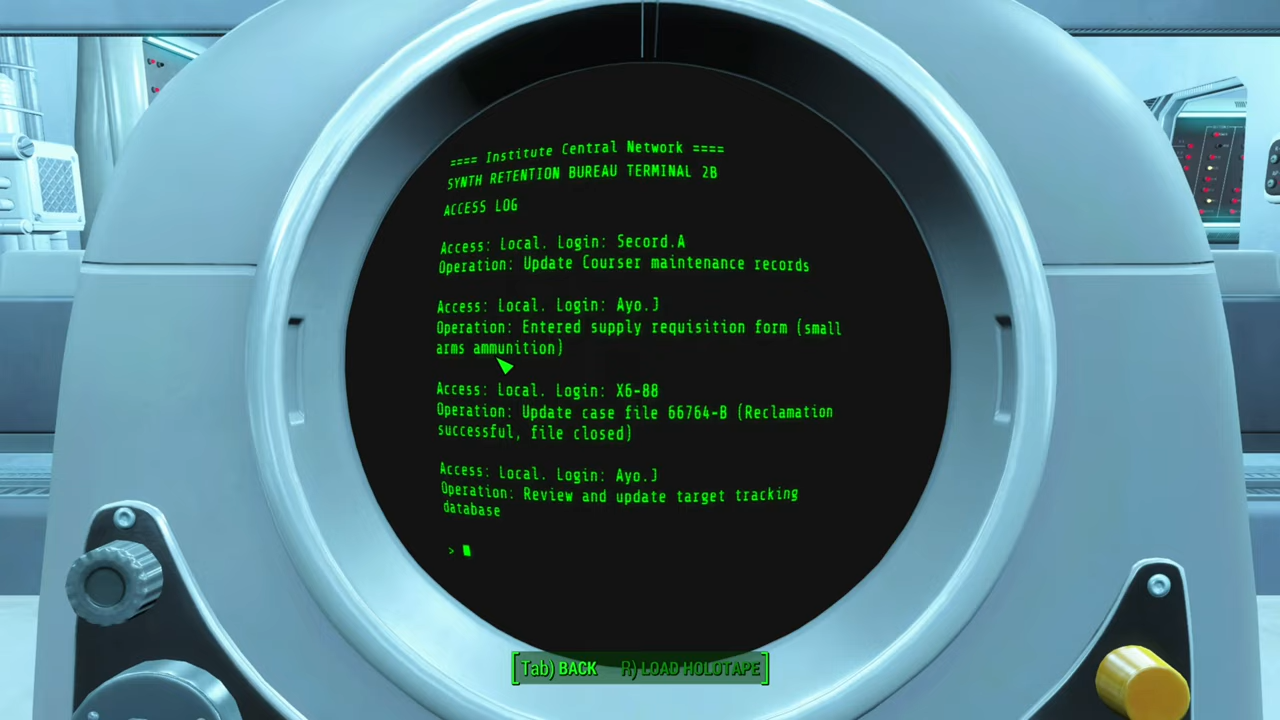 ==== Institute Central Network ====
SYNTH RETENTION BUREAU TERMINAL 2B
ACCESS LOG
Access: Local. Login: Secord.A
Operation: Update Courser maintenance records
Access: Local. Login: Ayo.J
Operation: Entered supply requisition form (small
arms ammunition)
Access: Local. Login: X6-88
Operation: Update case file 66764-B (Reclamation
successful, file closed)
Access: Local. Login: Ayo.J
Operation: Review and update target tracking
database
>
Tab) BACK R) LOAD HOLOTAPE